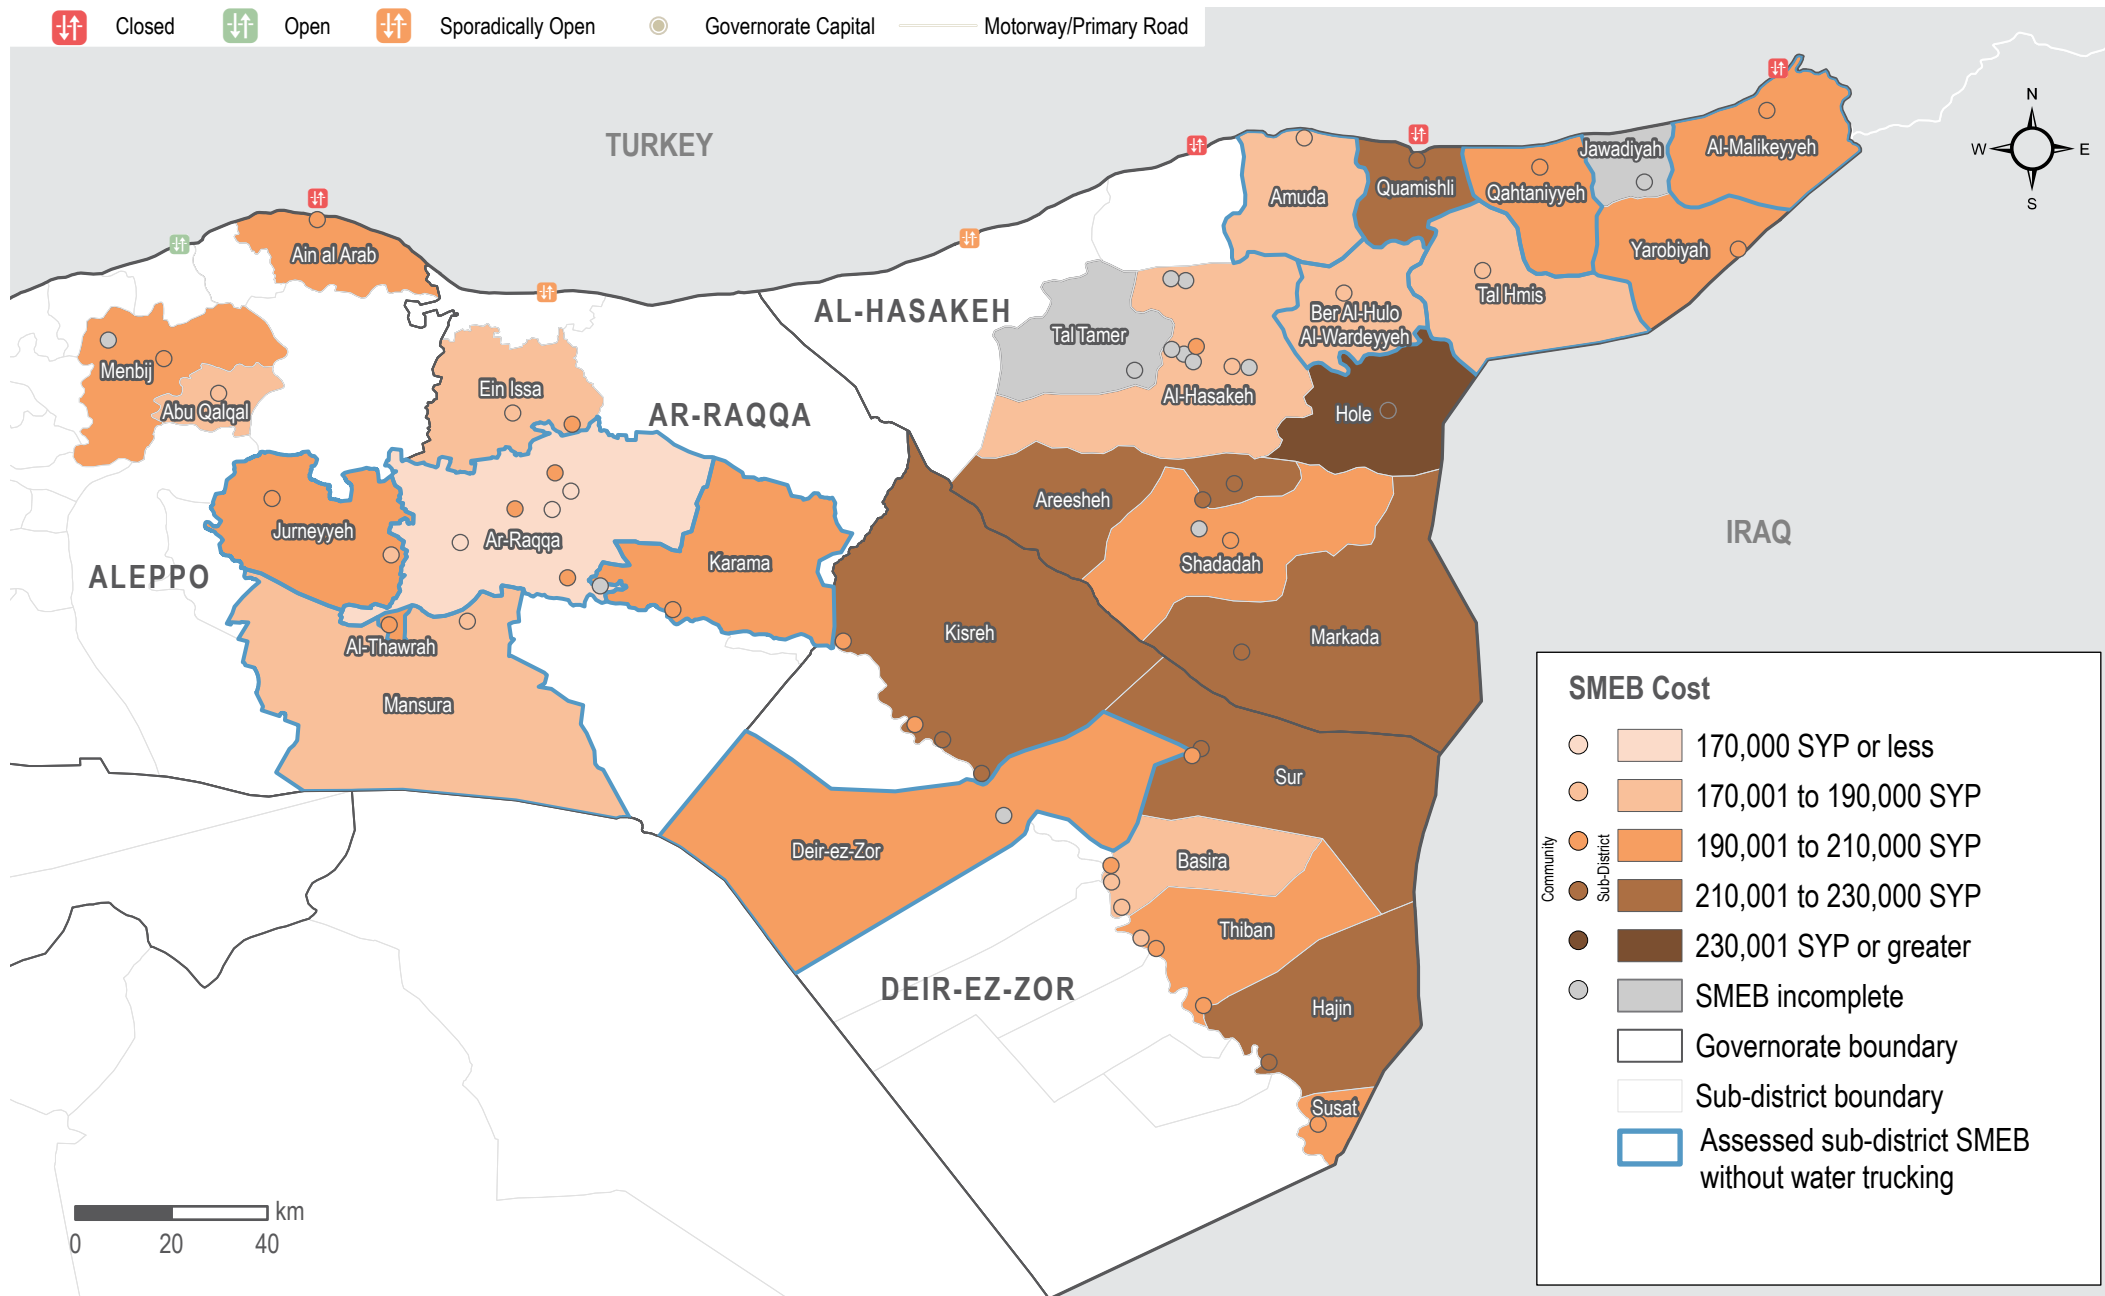 Closed
Open
Sporadically Open
Governorate Capital
Motorway/Primary Road
TURKEY
N
W
E
S
Jawadiyah
Al-Malikeyyeh
Amuda
Quamishli
Qahtaniyyeh
Ain al Arab
Yarobiyah
Tal Hmis
AL-HASAKEH
Ber Al-Hulo
Al-Wardeyyeh
Tal Tamer
Menbij
Ein Issa
Al-Hasakeh
Abu Qalqal
AR-RAQQA
Hole
Areesheh
Jurneyyeh
Ar-Raqqa
IRAQ
Karama
Shadadah
ALEPPO
Kisreh
Markada
Al-Thawrah
Mansura
Sur
Deir-ez-Zor
Basira
Thiban
DEIR-EZ-ZOR
Hajin
Susat
SMEB Cost
Community
Sub-District
170,000 SYP or less
170,001 to 190,000 SYP
190,001 to 210,000 SYP
210,001 to 230,000 SYP
230,001 SYP or greater
SMEB incomplete
Governorate boundary
Sub-district boundary
Assessed sub-district SMEB
without water trucking
km
0 20 40